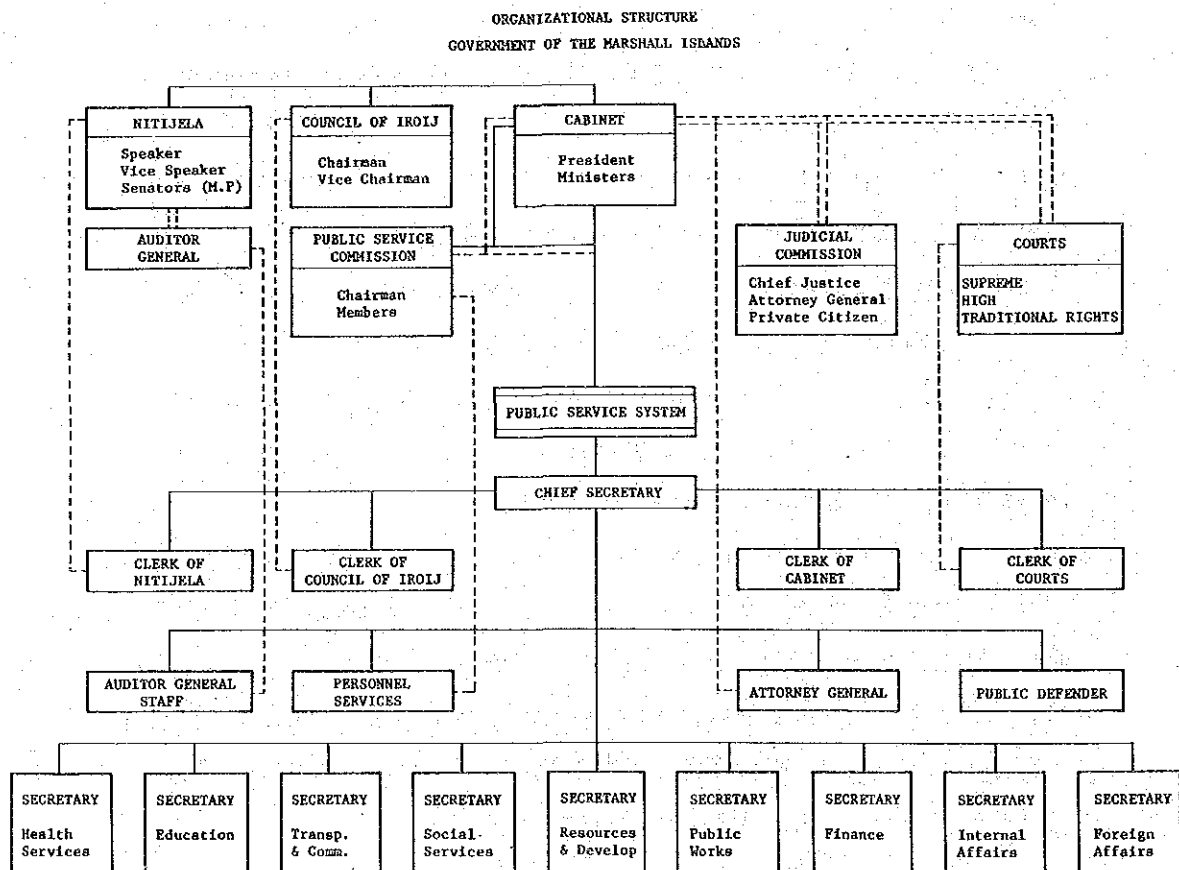 ORGANIZATIONAL STRUCTURE
GOVERNMENT OF THE MARSHALL ISLANDS
NITIJELA
Speaker
Vice Speaker
Senators (M.P)
COUNCIL OF IROIJ
Chairman
Vice Chairman
CABINET
President
Ministers
AUDITOR
GENERAL
PUBLIC SERVICE
COMMISSION
Chairman
Members
JUDICIAL
COMMISSION
Chief Justice
Attorney General
Private Citizen
COURTS
SUPREME
HIGH
TRADITIONAL RIGHTS
PUBLIC SERVICE SYSTEM
CHIEF SECRETARY
CLERK OF
NITIJELA
CLERK OF
COUNCIL OF IROIJ
CLERK OF
CABINET
CLERK OF
COURTS
AUDITOR GENERAL
STAFF
PERSONNEL
SERVICES
ATTORNEY GENERAL
PUBLIC DEFENDER
SECRETARY
Health
Services
SECRETARY
Education
SECRETARY
Transp.
& Comm.
SECRETARY
Social
Services
SECRETARY
Resources
& Develop
SECRETARY
Public
Works
SECRETARY
Finance
SECRETARY
Internal
Affairs
SECRETARY
Foreign
Affairs